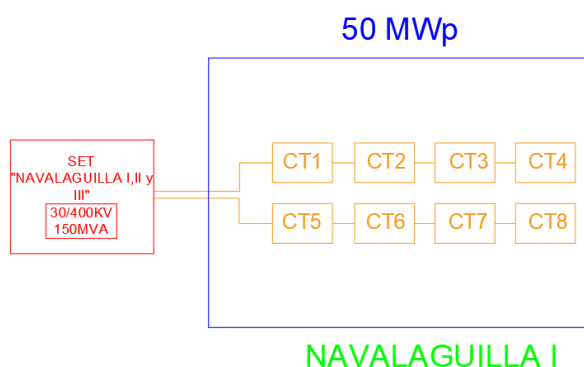 50 MWp
SET
"NAVALAGUILLA I,II y
III"
30/400KV
150MVA
CT1 CT2 CT3 CT4
CT5 CT6 CT7 CT8
NAVALAGUILLA I